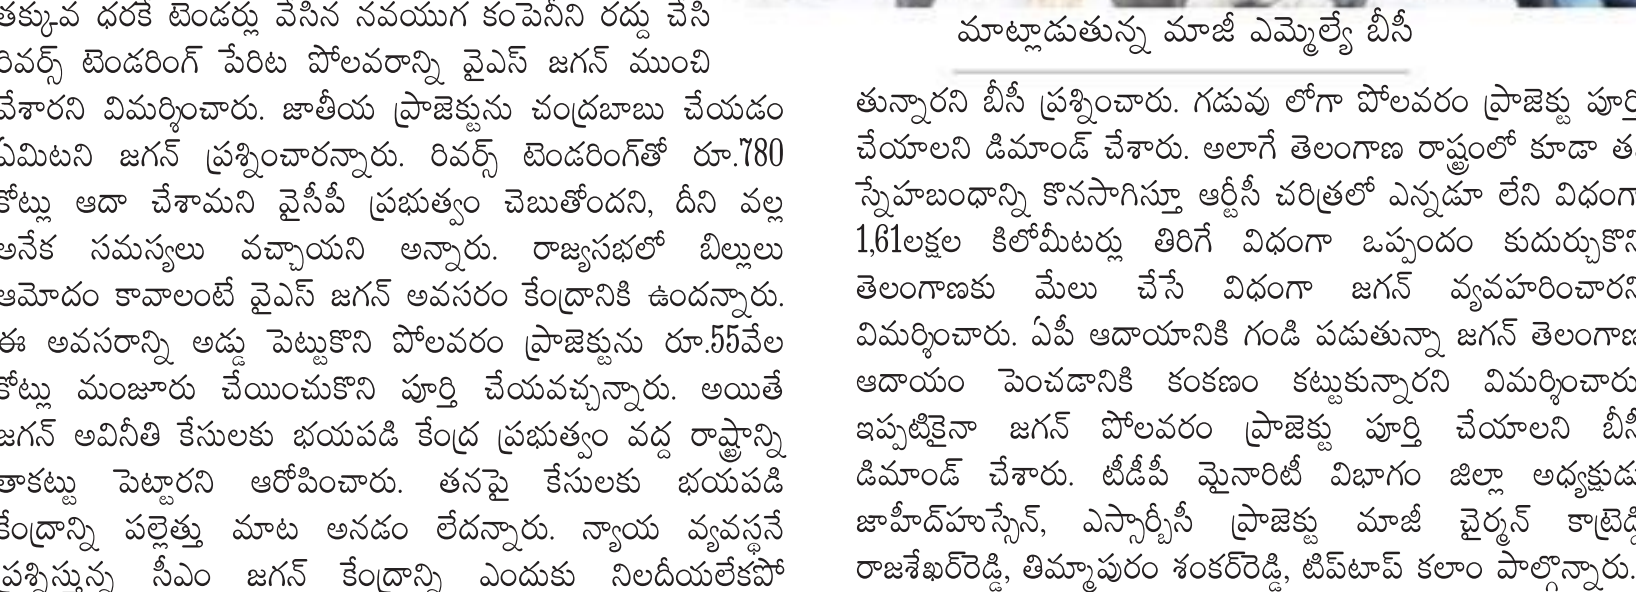 తక్కువ ధరకే టెండర్లు వేసిన నవయుగ కంపెనీని రద్దు చేసి
రివర్స్ టెండరింగ్ పేరిట పోలవరాన్ని వైఎస్ జగన్ ముంచి
వేశారని విమర్శించారు. జాతీయ ప్రాజెక్టును చంద్రబాబు చేయడం
ఏమిటని జగన్ ప్రశ్నించారన్నారు. రివర్స్ టెండరింగ్‌తో రూ.780
కోట్లు ఆదా చేశామని వైసీపీ ప్రభుత్వం చెబుతోందని, దీని వల్ల
అనేక సమస్యలు వచ్చాయని అన్నారు. రాజ్యసభలో బిల్లులు
ఆమోదం కావాలంటే వైఎస్ జగన్ అవసరం కేంద్రానికి ఉందన్నారు.
ఈ అవసరాన్ని అడ్డు పెట్టుకొని పోలవరం ప్రాజెక్టును రూ.55వేల
కోట్లు మంజూరు చేయించుకొని పూర్తి చేయవచ్చన్నారు. అయితే
జగన్ అవినీతి కేసులకు భయపడి కేంద్ర ప్రభుత్వం వద్ద రాష్ట్రాన్ని
తాకట్టు పెట్టారని ఆరోపించారు. తనపై కేసులకు భయపడి
కేంద్రాన్ని పల్లెత్తు మాట అనడం లేదన్నారు. న్యాయ వ్యవస్థనే
ప్రశ్నిస్తున్న సీఎం జగన్ కేంద్రాన్ని ఎందుకు నిలదీయలేకపో
మాట్లాడుతున్న మాజీ ఎమ్మెల్యే బీసీ
తున్నారని బీసీ ప్రశ్నించారు. గడువు లోగా పోలవరం ప్రాజెక్టు పూర్తి
చేయాలని డిమాండ్ చేశారు. అలాగే తెలంగాణ రాష్ట్రంలో కూడా
స్నేహబంధాన్ని కొనసాగిస్తూ ఆర్టీసీ చరిత్రలో ఎన్నడూ లేని విధంగా
1,61లక్షల కిలోమీటర్లు తిరిగే విధంగా ఒప్పందం కుదుర్చుకొని
తెలంగాణకు మేలు చేసే విధంగా జగన్ వ్యవహరించారని
విమర్శించారు. ఏపీ ఆదాయానికి గండి పడుతున్నా జగన్ తెలంగాణ
ఆదాయం పెంచడానికి కంకణం కట్టుకున్నారని విమర్శించారు
ఇప్పటికైనా జగన్ పోలవరం ప్రాజెక్టు పూర్తి చేయాలని బీసీ
డిమాండ్ చేశారు. టీడీపీ మైనారిటీ విభాగం జిల్లా అధ్యక్షుడు
జాహీద్‌హుస్సేన్, ఎస్సార్బీసీ ప్రాజెక్టు మాజీ చైర్మన్ కాట్రెడ్డి
రాజశేఖర్‌రెడ్డి, తిమ్మాపురం శంకర్‌రెడ్డి, టిప్‌టాప్ కలాం పాల్గొన్నారు.